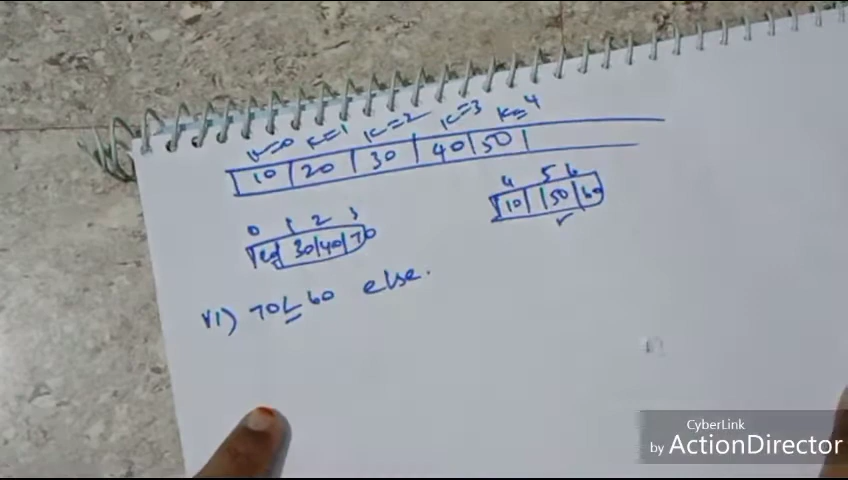 K=0 K=1 K=2 K=3 K=4
10 | 20 | 30 | 40 | 50 |
0 1 2 3
20 | 30 | 40 | 70
4 5 6
10 | 50 | 60
VI) 70 ≤ 60 else.
CyberLink
by ActionDirector